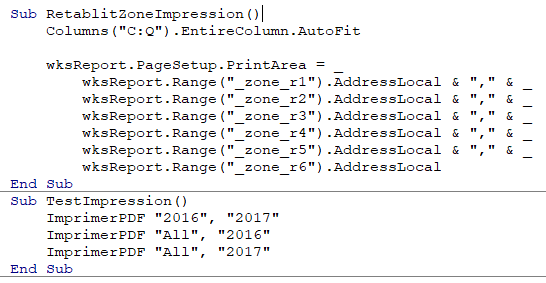 Sub RetablitZoneImpression()
    Columns("C:Q").EntireColumn.AutoFit
    wksReport.PageSetup.PrintArea = _
        wksReport.Range("_zone_r1").AddressLocal & "," & _
        wksReport.Range("_zone_r2").AddressLocal & "," & _
        wksReport.Range("_zone_r3").AddressLocal & "," & _
        wksReport.Range("_zone_r4").AddressLocal & "," & _
        wksReport.Range("_zone_r5").AddressLocal & "," & _
        wksReport.Range("_zone_r6").AddressLocal
End Sub
Sub TestImpression()
    ImprimerPDF "2016", "2017"
    ImprimerPDF "All", "2016"
    ImprimerPDF "All", "2017"
End Sub